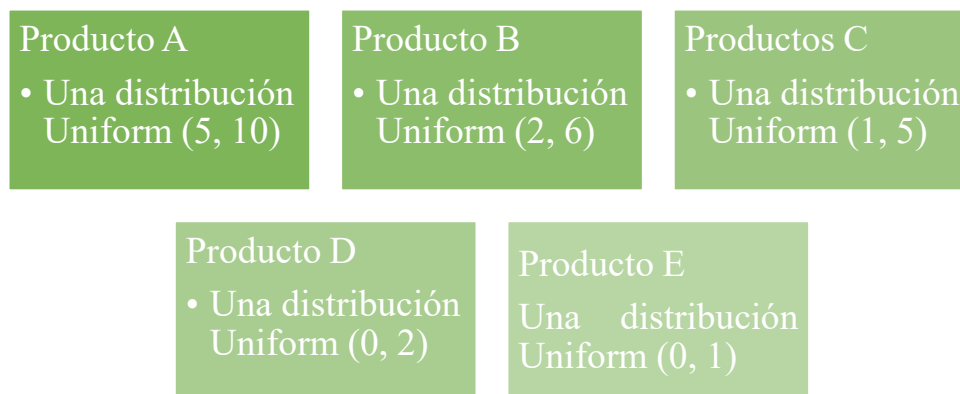 Producto A
• Una distribución
Uniform (5, 10)
Producto B
• Una distribución
Uniform (2, 6)
Productos C
• Una distribución
Uniform (1, 5)
Producto D
• Una distribución
Uniform (0, 2)
Producto E
Una distribución
Uniform (0, 1)